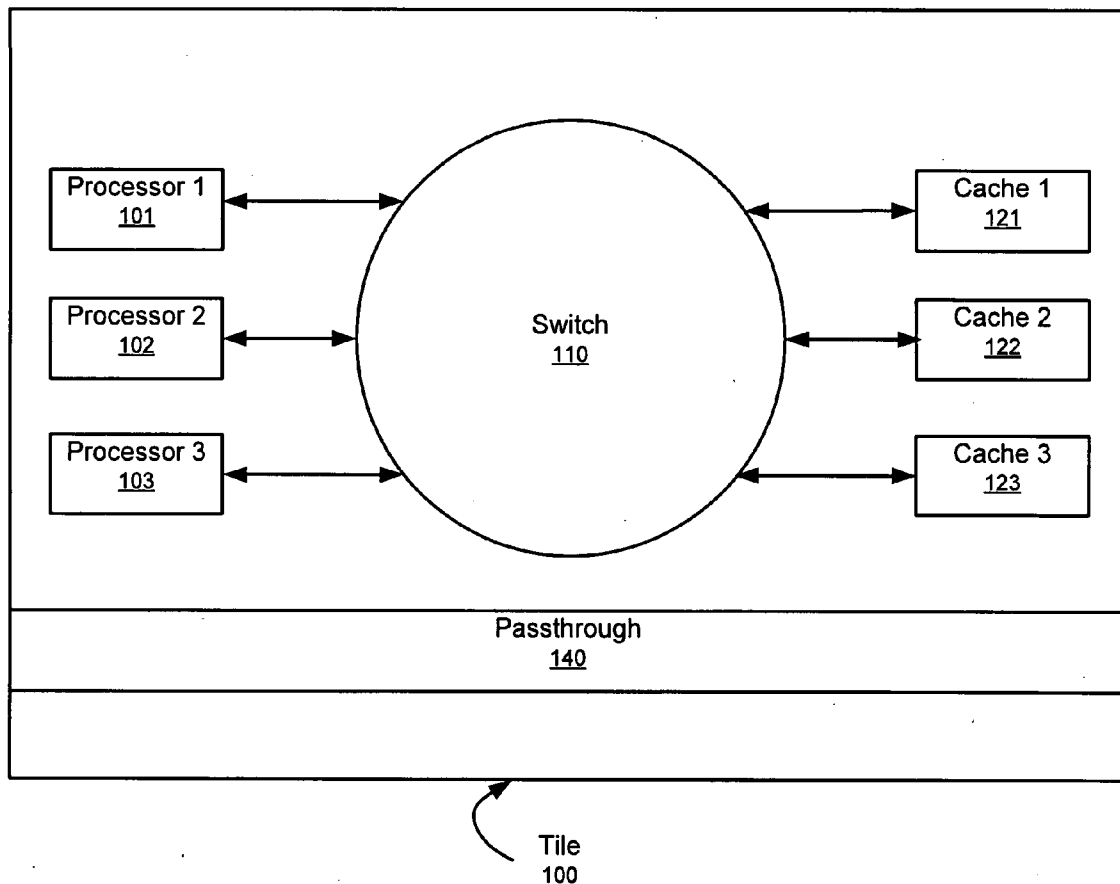 Processor 1
101
Cache 1
121
Processor 2
102
Switch
110
Cache 2
122
Processor 3
103
Cache 3
123
Passthrough
140
Tile
100